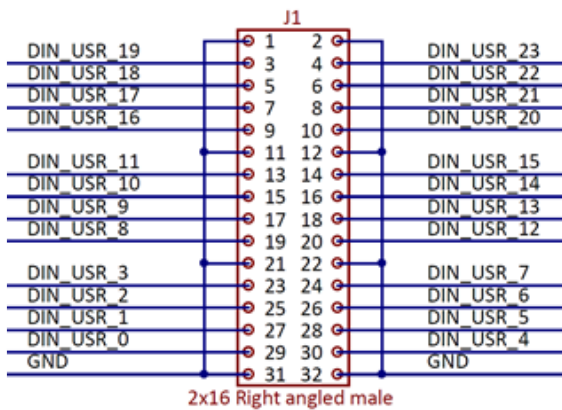 J1
1 2
DIN_USR_19 3 4 DIN_USR_23
DIN_USR_18 5 6 DIN_USR_22
DIN_USR_17 7 8 DIN_USR_21
DIN_USR_16 9 10 DIN_USR_20
11 12
DIN_USR_11 13 14 DIN_USR_15
DIN_USR_10 15 16 DIN_USR_14
DIN_USR_9 17 18 DIN_USR_13
DIN_USR_8 19 20 DIN_USR_12
21 22
DIN_USR_3 23 24 DIN_USR_7
DIN_USR_2 25 26 DIN_USR_6
DIN_USR_1 27 28 DIN_USR_5
DIN_USR_0 29 30 DIN_USR_4
GND 31 32 GND
2x16 Right angled male